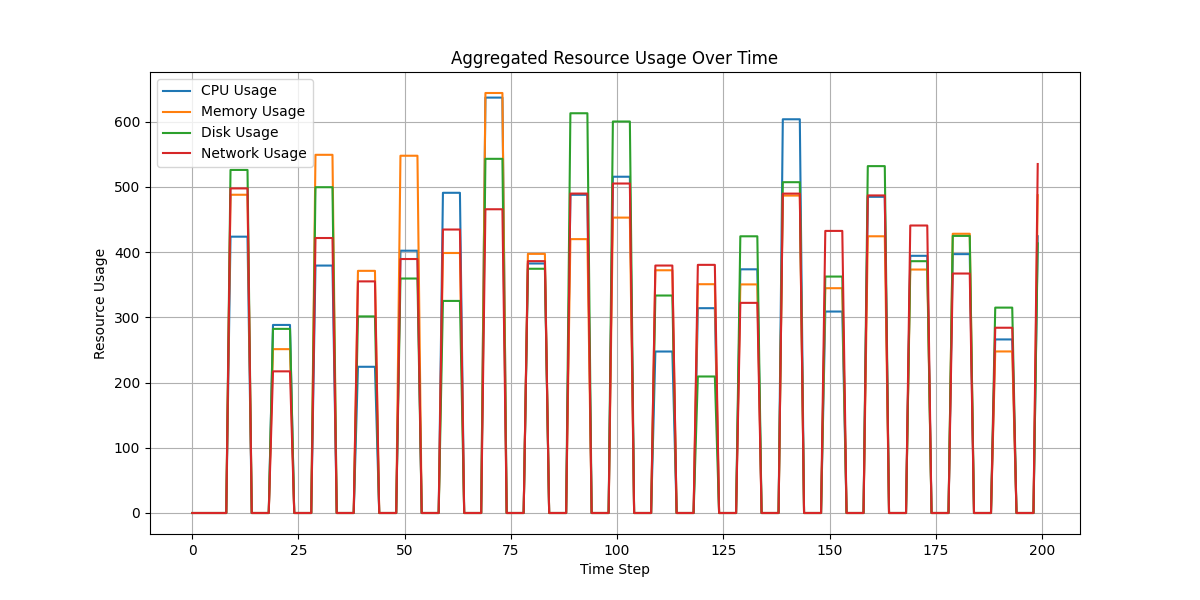 Aggregated Resource Usage Over Time
CPU Usage
Memory Usage
Disk Usage
Network Usage
Resource Usage
600
500
400
300
200
100
0
0 25 50 75 100 125 150 175 200
Time Step